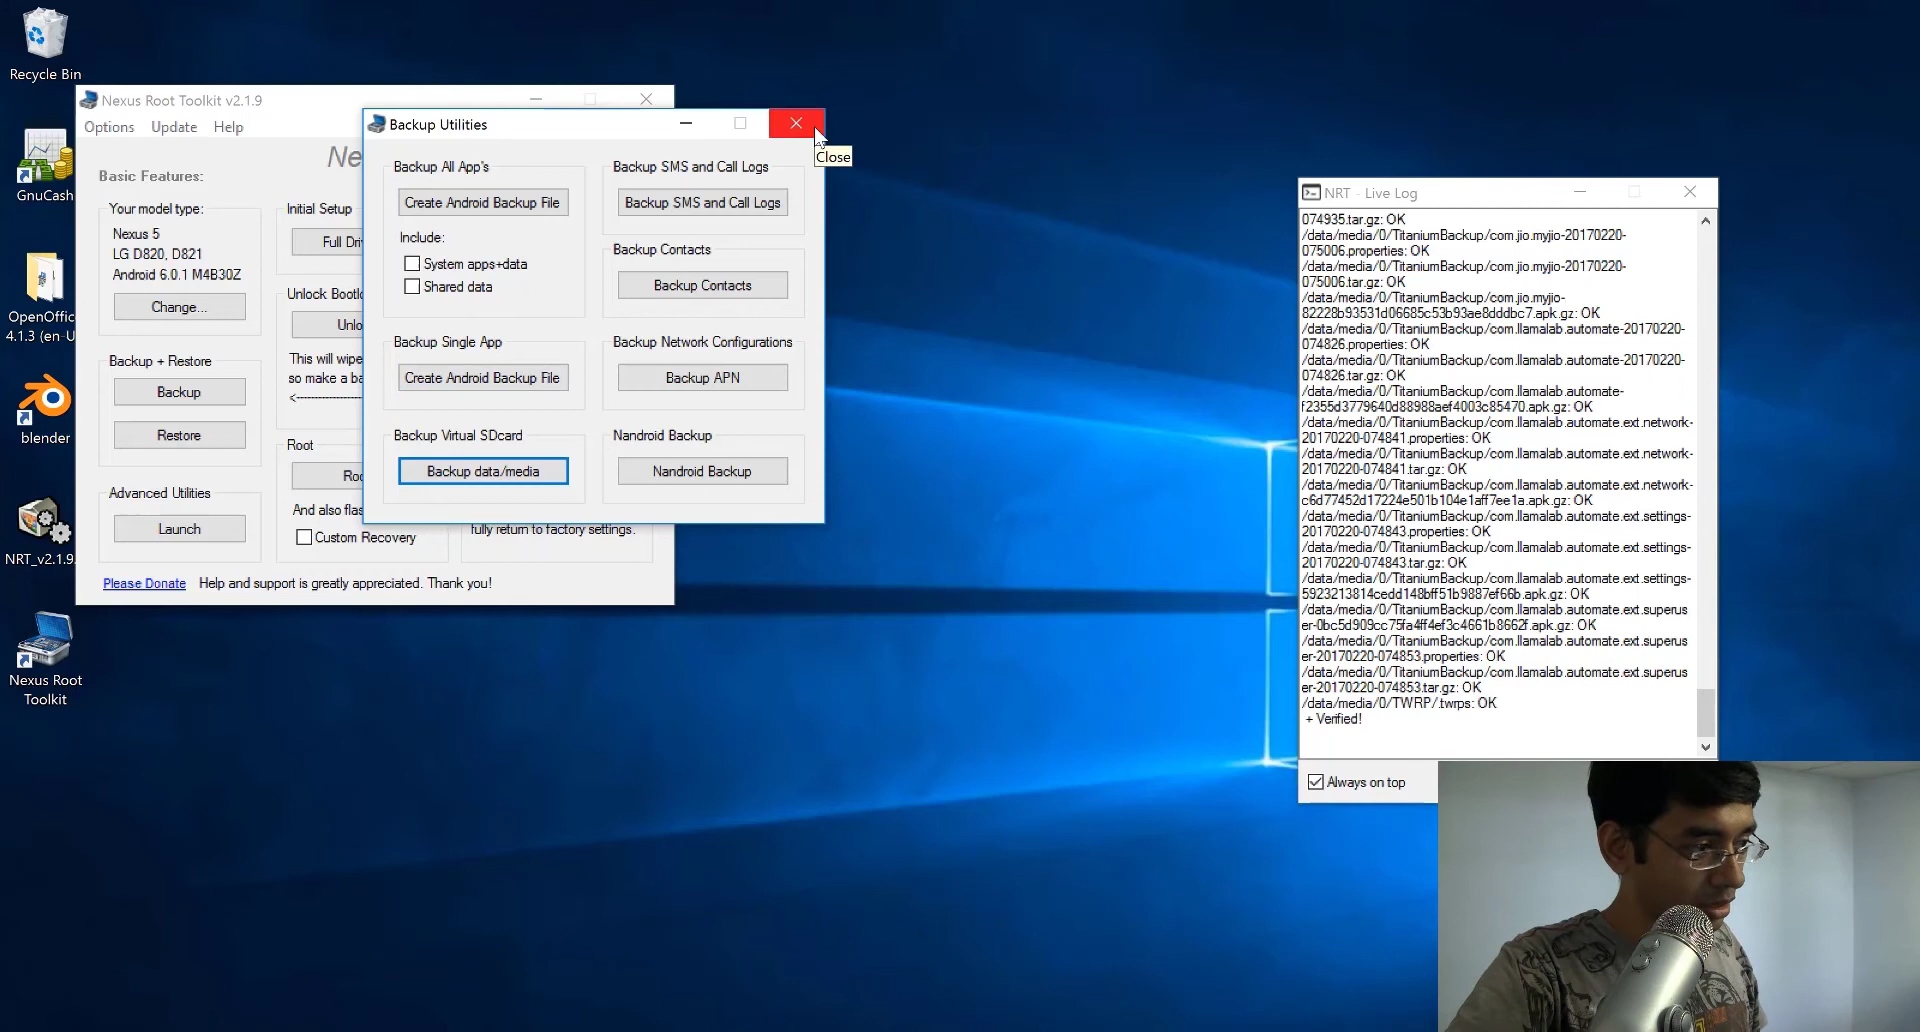 Recycle Bin
GnuCash
OpenOffic
4.1.3 (en-U
blender
NRT_v2.1.9.
Nexus Root
Toolkit
Nexus Root Toolkit v2.1.9
Options Update Help
Ne
Basic Features:
Your model type:
Nexus 5
LG D820, D821
Android 6.0.1 M4B30Z
Change...
Backup + Restore
Backup
Restore
Advanced Utilities
Launch
Initial Setup
Full Dri
Unlock Bootlo
Unlo
This will wipe
so make a ba
<--------------
Root
Roo
And also flas
Custom Recovery
fully return to factory settings.
Please Donate Help and support is greatly appreciated. Thank you!
Backup Utilities
Close
Backup All App's
Create Android Backup File
Include:
System apps+data
Shared data
Backup Single App
Create Android Backup File
Backup Virtual SDcard
Backup data/media
Backup SMS and Call Logs
Backup SMS and Call Logs
Backup Contacts
Backup Contacts
Backup Network Configurations
Backup APN
Nandroid Backup
Nandroid Backup
NRT - Live Log
074935.tar.gz: OK
/data/media/0/TitaniumBackup/com.jio.myjio-20170220-
075006.properties: OK
/data/media/0/TitaniumBackup/com.jio.myjio-20170220-
075006.tar.gz: OK
/data/media/0/TitaniumBackup/com.jio.myjio-
82228b93531d06685c53b93ae8dddbc7.apk.gz: OK
/data/media/0/TitaniumBackup/com.llamalab.automate-20170220-
074826.properties: OK
/data/media/0/TitaniumBackup/com.llamalab.automate-20170220-
074826.tar.gz: OK
/data/media/0/TitaniumBackup/com.llamalab.automate-
f2355d3779640d88988aef4003c85470.apk.gz: OK
/data/media/0/TitaniumBackup/com.llamalab.automate.ext.network-
20170220-074841.properties: OK
/data/media/0/TitaniumBackup/com.llamalab.automate.ext.network-
20170220-074841.tar.gz: OK
/data/media/0/TitaniumBackup/com.llamalab.automate.ext.network-
c6d77452d17224e501b104e1aff7ee1a.apk.gz: OK
/data/media/0/TitaniumBackup/com.llamalab.automate.ext.settings-
20170220-074843.properties: OK
/data/media/0/TitaniumBackup/com.llamalab.automate.ext.settings-
20170220-074843.tar.gz: OK
/data/media/0/TitaniumBackup/com.llamalab.automate.ext.settings-
5923213814cedd148bff51b9887ef66b.apk.gz: OK
/data/media/0/TitaniumBackup/com.llamalab.automate.ext.superus
er-0bc5d909cc75fa4ff4ef3c4661b8662f.apk.gz: OK
/data/media/0/TitaniumBackup/com.llamalab.automate.ext.superus
er-20170220-074853.properties: OK
/data/media/0/TitaniumBackup/com.llamalab.automate.ext.superus
er-20170220-074853.tar.gz: OK
/data/media/0/TWRP/.twrps: OK
+ Verified!
Always on top